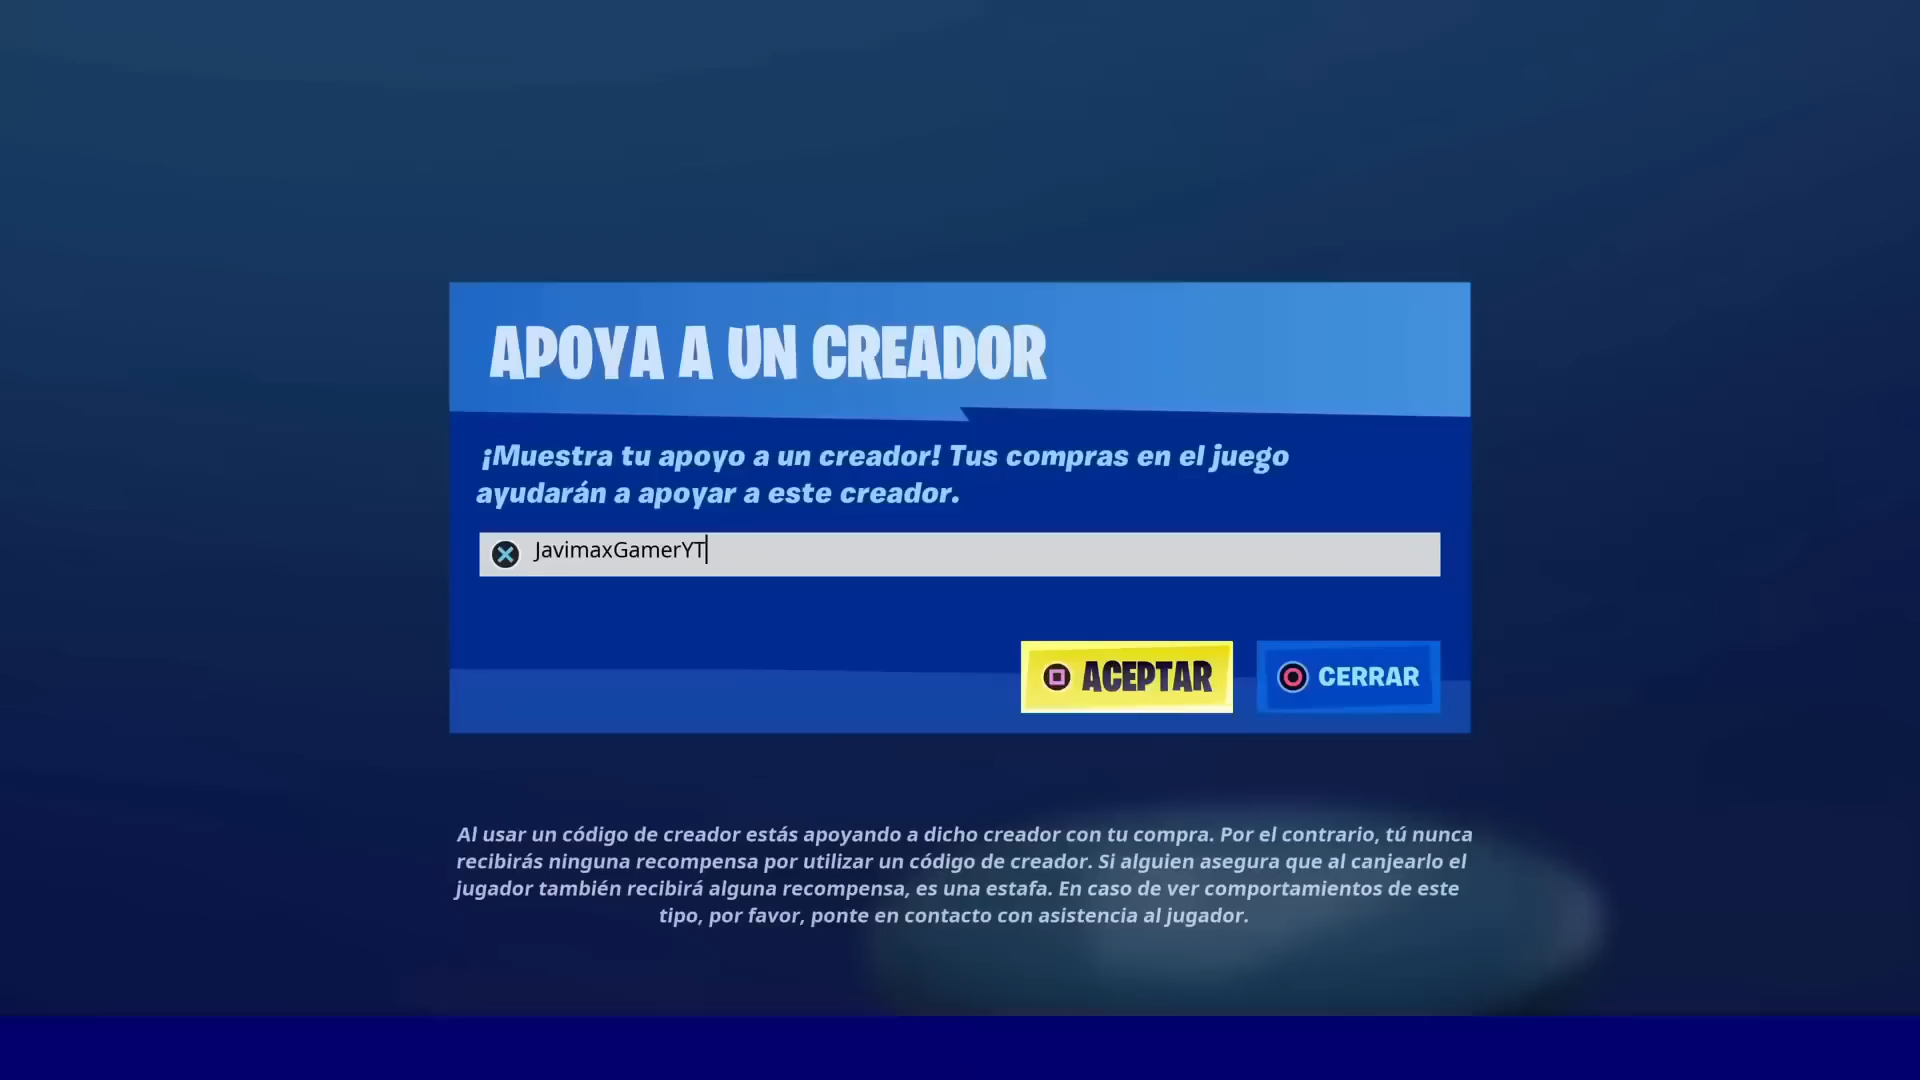 APOYA A UN CREADOR
¡Muestra tu apoyo a un creador! Tus compras en el juego
ayudarán a apoyar a este creador.
JavimaxGamerYT
ACEPTAR
CERRAR
Al usar un código de creador estás apoyando a dicho creador con tu compra. Por el contrario, tú nunca
recibirás ninguna recompensa por utilizar un código de creador. Si alguien asegura que al canjearlo el
jugador también recibirá alguna recompensa, es una estafa. En caso de ver comportamientos de este
tipo, por favor, ponte en contacto con asistencia al jugador.